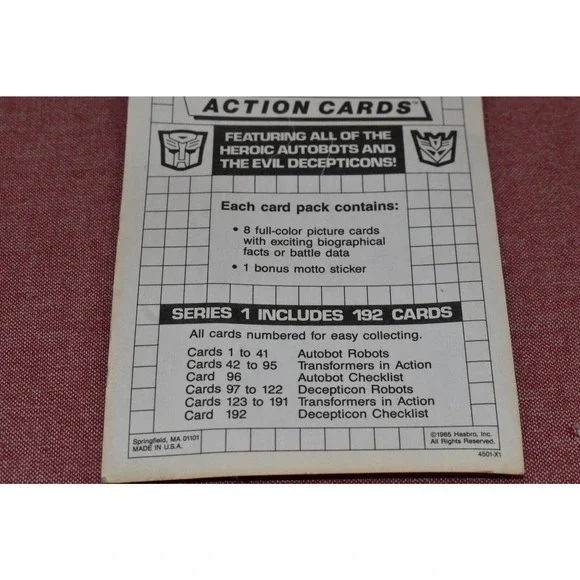 ACTION CARDS™
FEATURING ALL OF THE
HEROIC AUTOBOTS AND
THE EVIL DECEPTICONS!
Each card pack contains:
• 8 full-color picture cards
with exciting biographical
facts or battle data
• 1 bonus motto sticker
SERIES 1 INCLUDES 192 CARDS
All cards numbered for easy collecting.
Cards 1 to 41 Autobot Robots
Cards 42 to 95 Transformers in Action
Card 96 Autobot Checklist
Cards 97 to 122 Decepticon Robots
Cards 123 to 191 Transformers in Action
Card 192 Decepticon Checklist
Springfield, MA 01101
MADE IN U.S.A.
©1985 Hasbro, Inc.
All Rights Reserved.
4501-X1